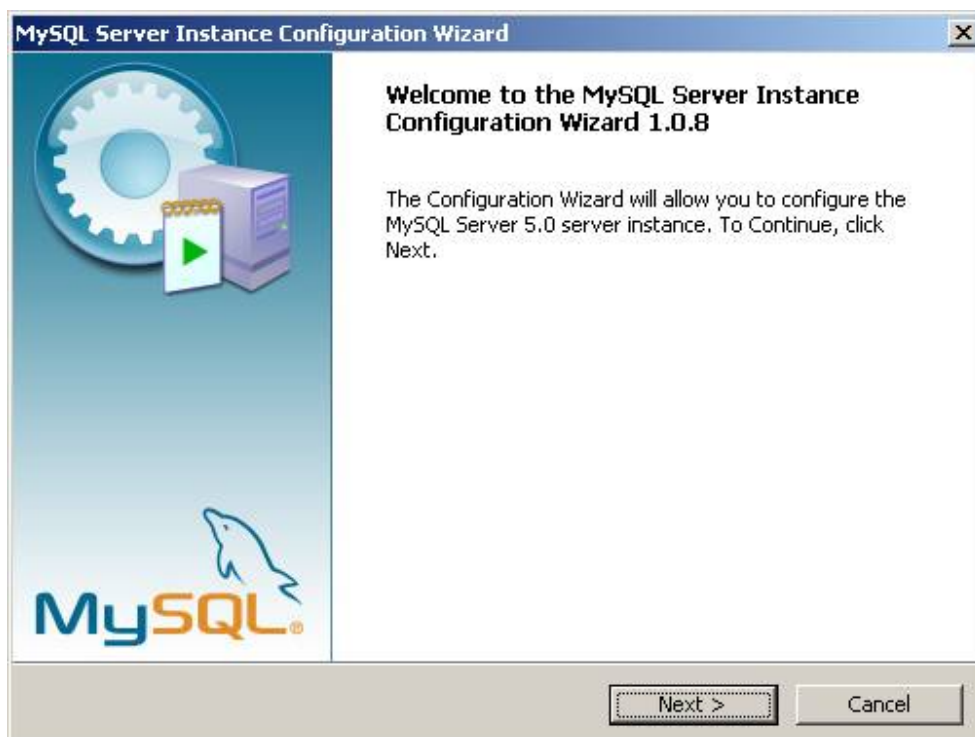 MySQL Server Instance Configuration Wizard
Welcome to the MySQL Server Instance
Configuration Wizard 1.0.8
The Configuration Wizard will allow you to configure the
MySQL Server 5.0 server instance. To Continue, click
Next.
MySQL®
Next >
Cancel